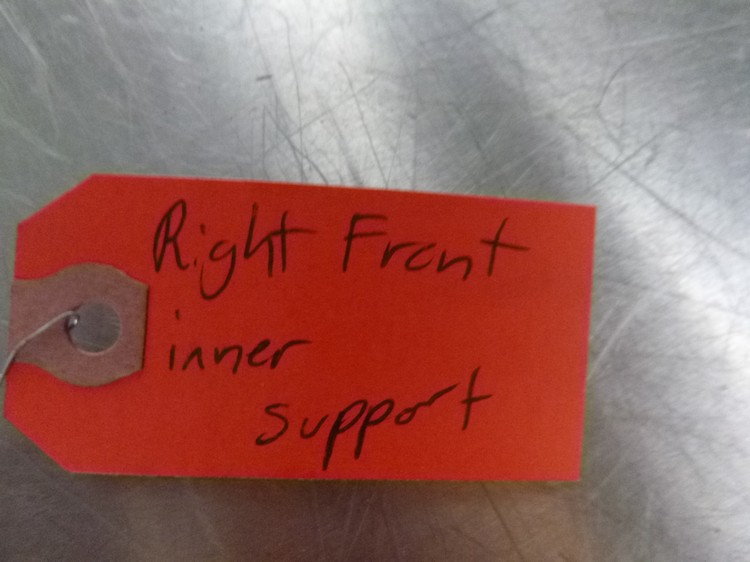 Right Front
inner
support